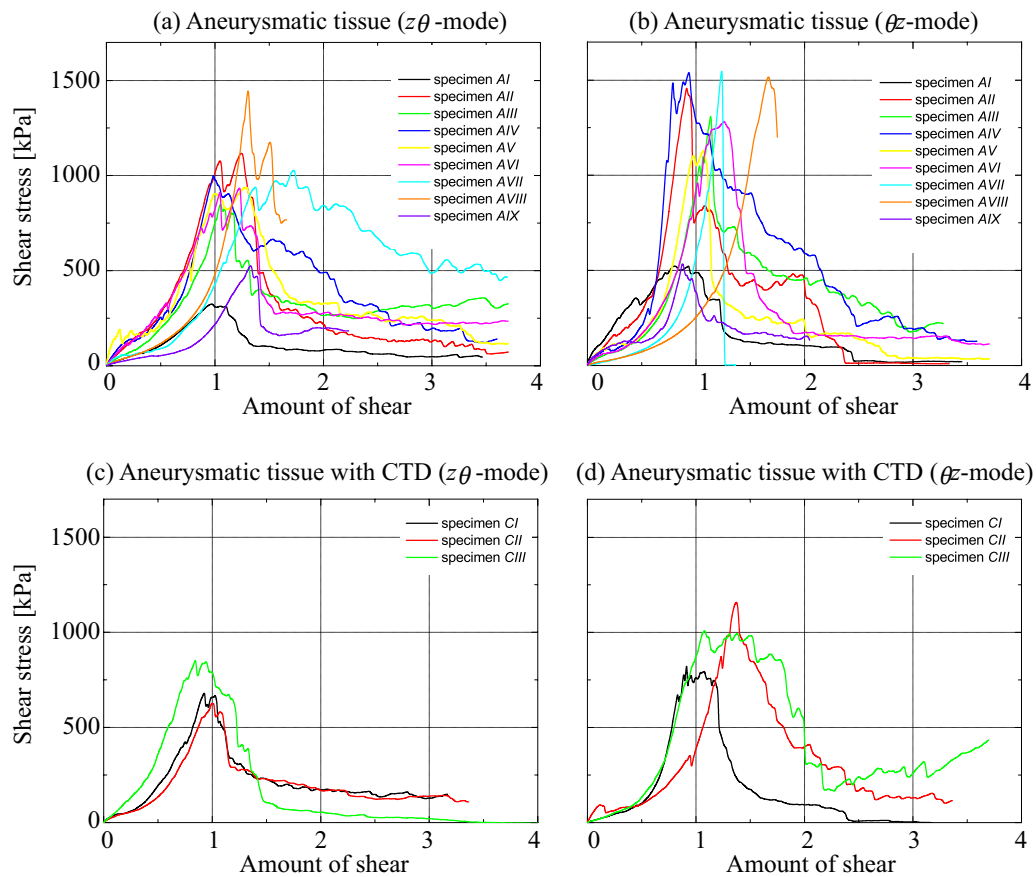 (a) Aneurysmatic tissue (zθ -mode)
Shear stress [kPa]
1500
1000
500
0
0 1 2 3 4
Amount of shear
specimen AI
specimen AII
specimen AIII
specimen AIV
specimen AV
specimen AVI
specimen AVII
specimen AVIII
specimen AIX
(b) Aneurysmatic tissue (θz-mode)
0 1 2 3 4
Amount of shear
specimen AI
specimen AII
specimen AIII
specimen AIV
specimen AV
specimen AVI
specimen AVII
specimen AVIII
specimen AIX
(c) Aneurysmatic tissue with CTD (zθ -mode)
Shear stress [kPa]
1500
1000
500
0
0 1 2 3 4
Amount of shear
specimen CI
specimen CII
specimen CIII
(d) Aneurysmatic tissue with CTD (θz-mode)
0 1 2 3 4
Amount of shear
specimen CI
specimen CII
specimen CIII